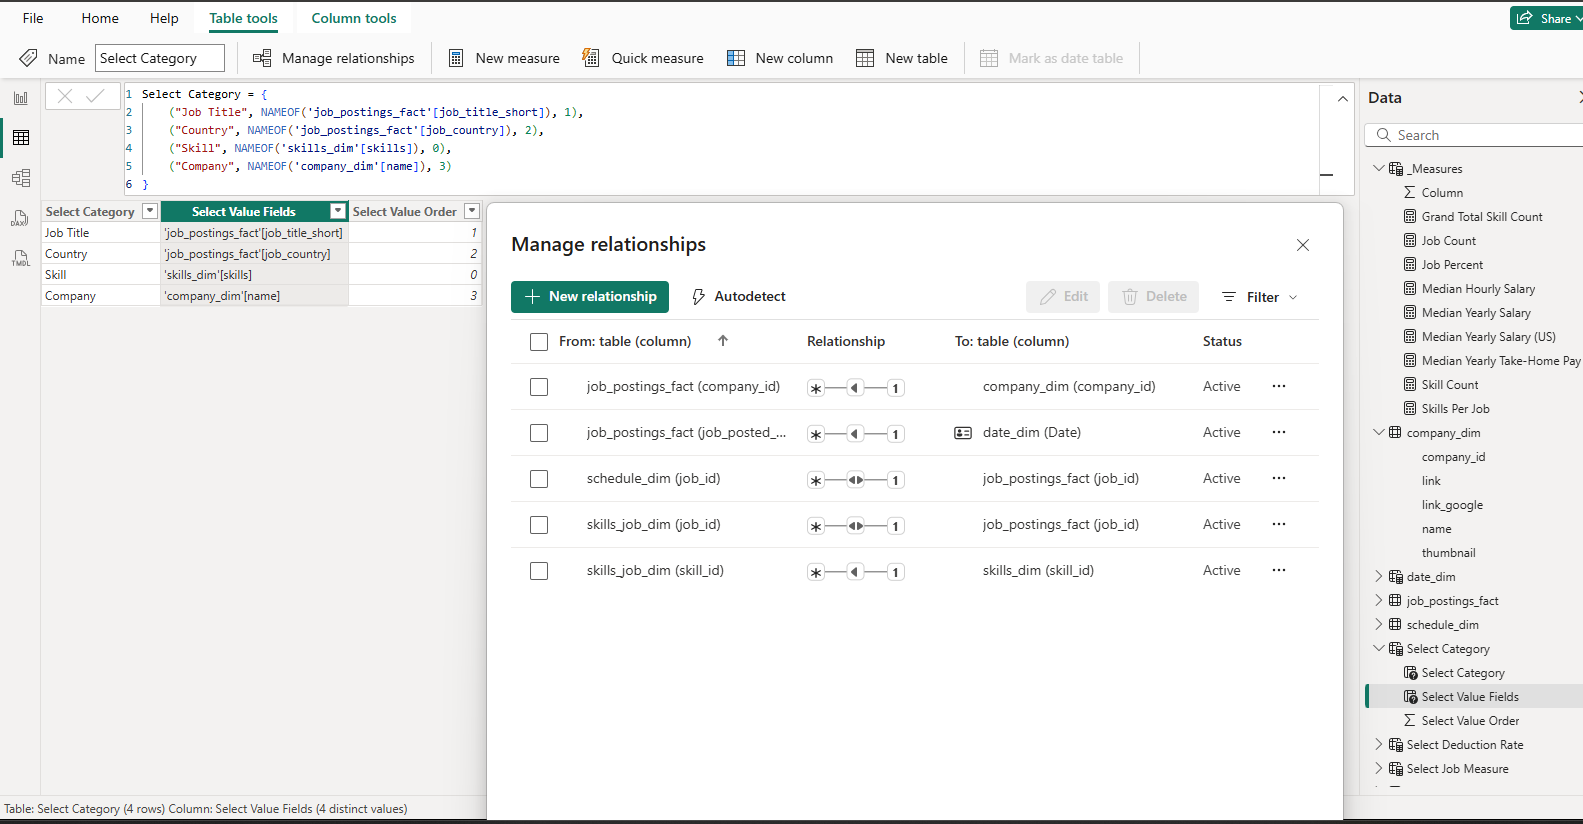 File Home Help Table tools Column tools Share
Name Select Category Manage relationships New measure Quick measure New column New table Mark as date table
1 Select Category = {
2 ("Job Title", NAMEOF('job_postings_fact'[job_title_short]), 1),
3 ("Country", NAMEOF('job_postings_fact'[job_country]), 2),
4 ("Skill", NAMEOF('skills_dim'[skills]), 0),
5 ("Company", NAMEOF('company_dim'[name]), 3)
6 }
DAX
TMDL
Select Category Select Value Fields Select Value Order
Job Title 'job_postings_fact'[job_title_short] 1
Country 'job_postings_fact'[job_country] 2
Skill 'skills_dim'[skills] 0
Company 'company_dim'[name] 3
Manage relationships
New relationship Autodetect Edit Delete Filter
From: table (column) Relationship To: table (column) Status
job_postings_fact (company_id) * 1 company_dim (company_id) Active ...
job_postings_fact (job_posted_... * 1 date_dim (Date) Active ...
schedule_dim (job_id) * 1 job_postings_fact (job_id) Active ...
skills_job_dim (job_id) * 1 job_postings_fact (job_id) Active ...
skills_job_dim (skill_id) * 1 skills_dim (skill_id) Active ...
Data
Search
_Measures
Column
Grand Total Skill Count
Job Count
Job Percent
Median Hourly Salary
Median Yearly Salary
Median Yearly Salary (US)
Median Yearly Take-Home Pay
Skill Count
Skills Per Job
company_dim
company_id
link
link_google
name
thumbnail
date_dim
job_postings_fact
schedule_dim
Select Category
Select Category
Select Value Fields
Select Value Order
Select Deduction Rate
Select Job Measure
Table: Select Category (4 rows) Column: Select Value Fields (4 distinct values)